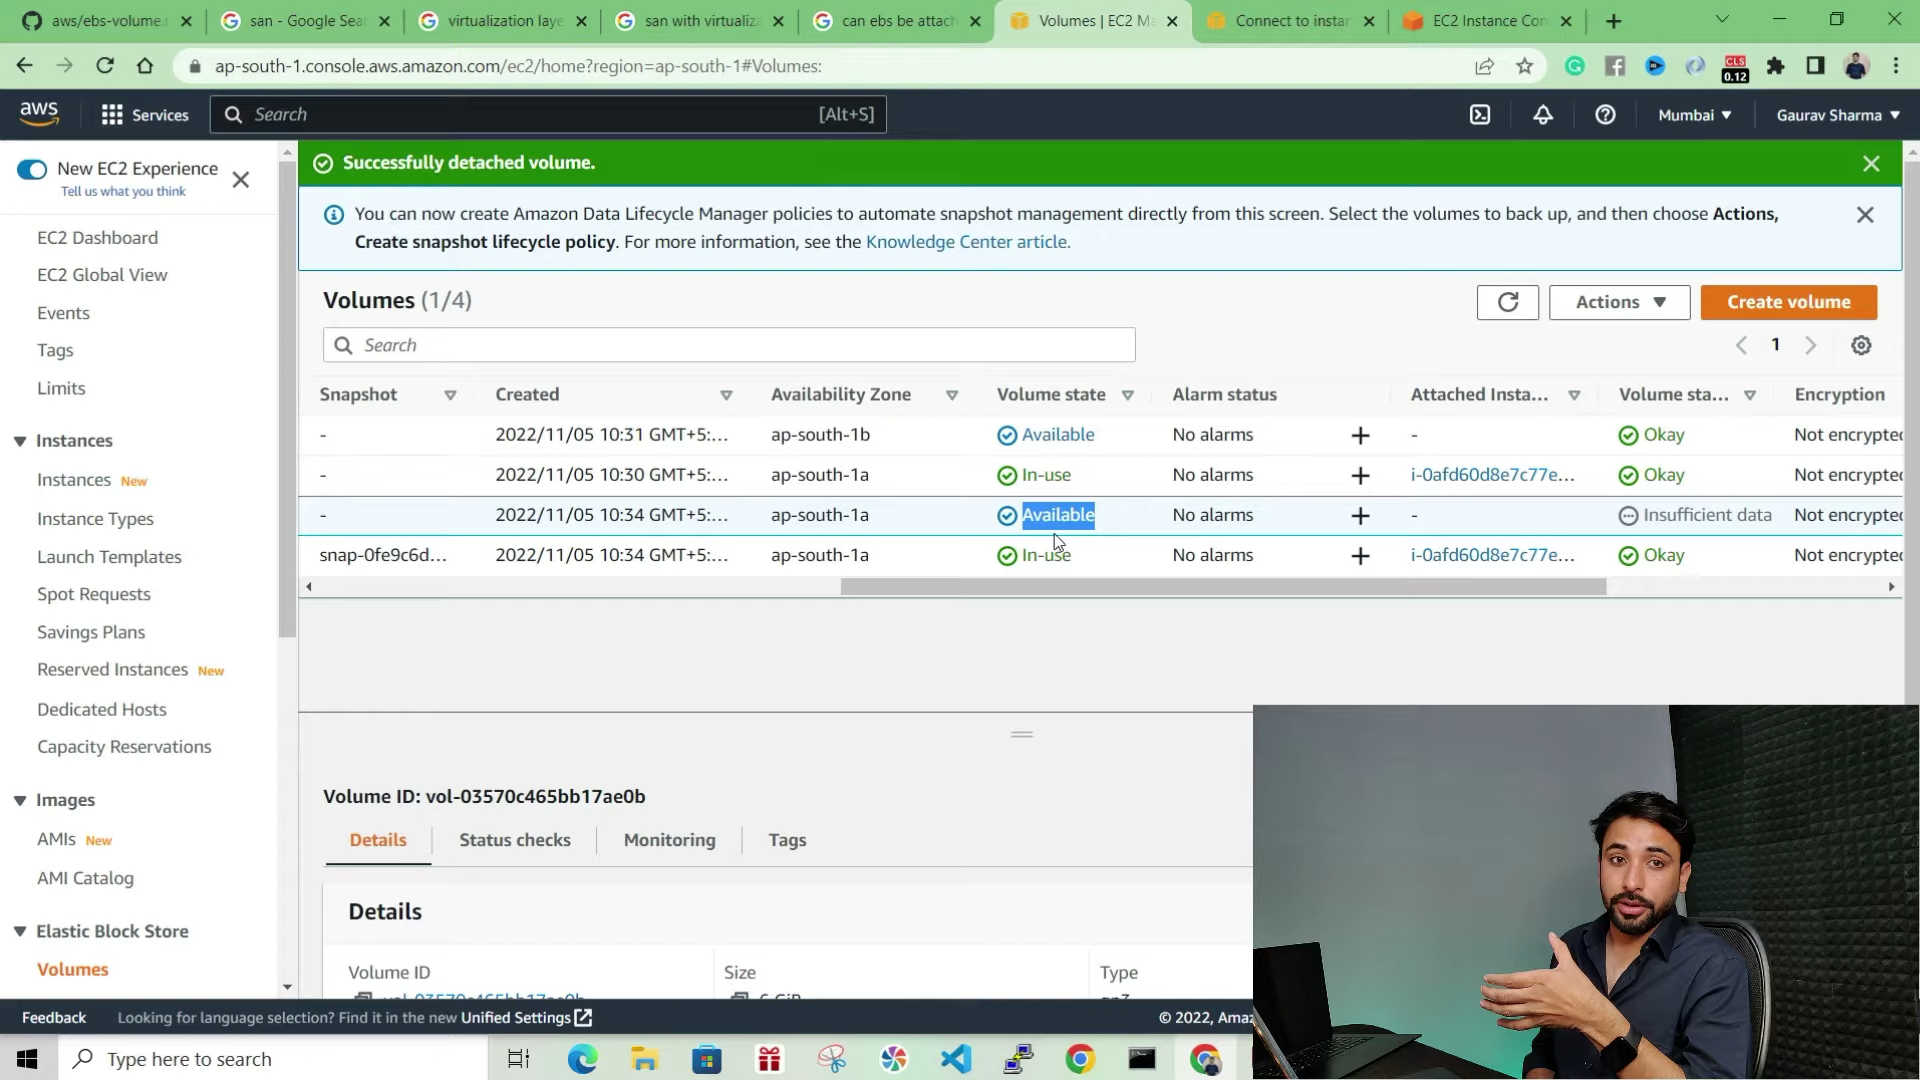 aws/ebs-volume.
san - Google Sea
virtualization laye
san with virtualiz
can ebs be attach
Volumes | EC2 Ma
Connect to instan
EC2 Instance Con
ap-south-1.console.aws.amazon.com/ec2/home?region=ap-south-1#Volumes:
CLS
0.12
aws
Services
Search
[Alt+S]
Mumbai
Gaurav Sharma
New EC2 Experience
Tell us what you think
Successfully detached volume.
You can now create Amazon Data Lifecycle Manager policies to automate snapshot management directly from this screen. Select the volumes to back up, and then choose Actions,
Create snapshot lifecycle policy. For more information, see the Knowledge Center article.
EC2 Dashboard
EC2 Global View
Events
Tags
Limits
Instances
Instances New
Instance Types
Launch Templates
Spot Requests
Savings Plans
Reserved Instances New
Dedicated Hosts
Capacity Reservations
Images
AMIs New
AMI Catalog
Elastic Block Store
Volumes
Volumes (1/4)
Actions
Create volume
Search
1
Snapshot Created Availability Zone Volume state Alarm status Attached Insta... Volume sta... Encryption
- 2022/11/05 10:31 GMT+5:... ap-south-1b Available No alarms + - Okay Not encrypted
- 2022/11/05 10:30 GMT+5:... ap-south-1a In-use No alarms + i-0afd60d8e7c77e... Okay Not encrypted
- 2022/11/05 10:34 GMT+5:... ap-south-1a Available No alarms + - Insufficient data Not encrypted
snap-0fe9c6d... 2022/11/05 10:34 GMT+5:... ap-south-1a In-use No alarms + i-0afd60d8e7c77e... Okay Not encrypted
Volume ID: vol-03570c465bb17ae0b
Details
Status checks
Monitoring
Tags
Details
Volume ID
Size
Type
vol-03570c465bb17ae0b
6 GiB
gp3
Feedback
Looking for language selection? Find it in the new Unified Settings
© 2022, Amaz
Type here to search